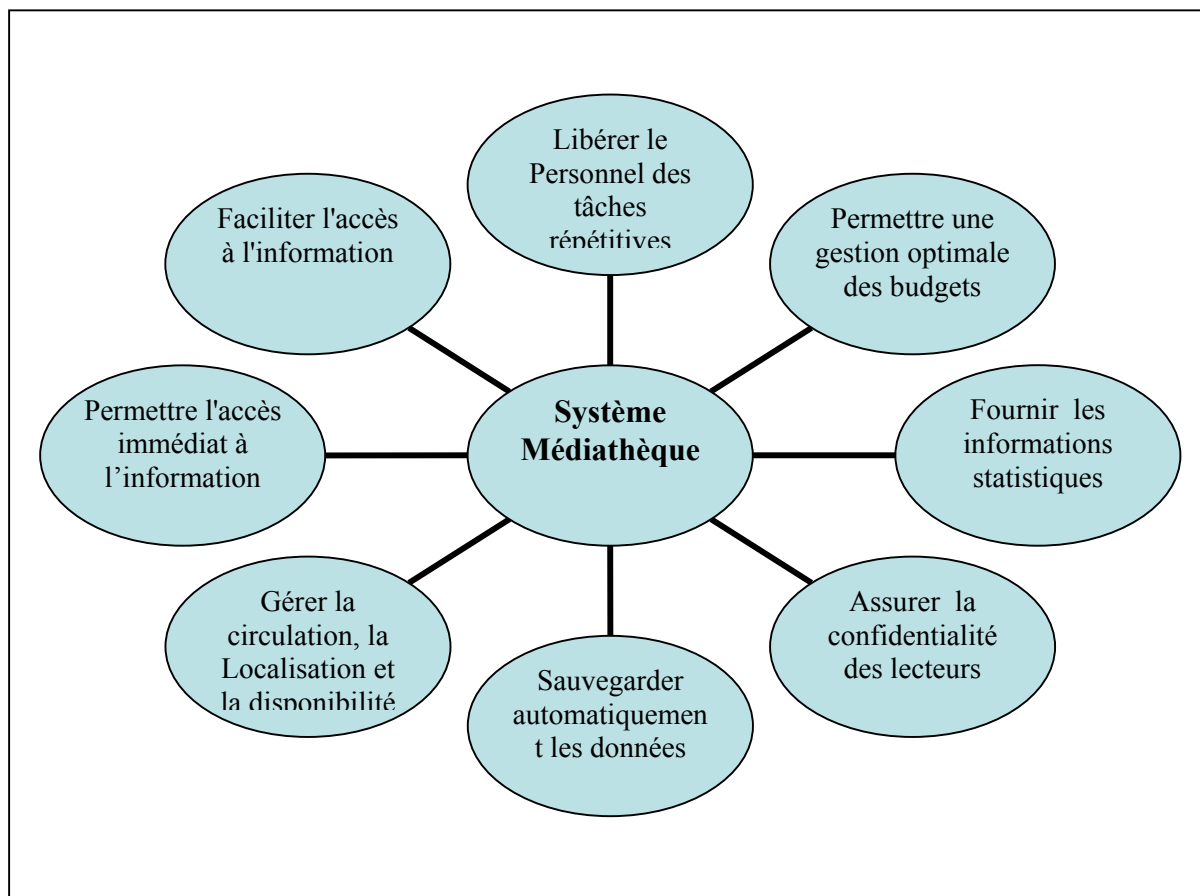 Libérer le
Personnel des
tâches
répétitives
Faciliter l'accès
à l'information
Permettre une
gestion optimale
des budgets
Permettre l'accès
immédiat à
l’information
Système
Médiathèque
Fournir  les
informations
statistiques
Gérer la
circulation, la
Localisation et
la disponibilité
Assurer  la
confidentialité
des lecteurs
Sauvegarder
automatiquemen
t les données